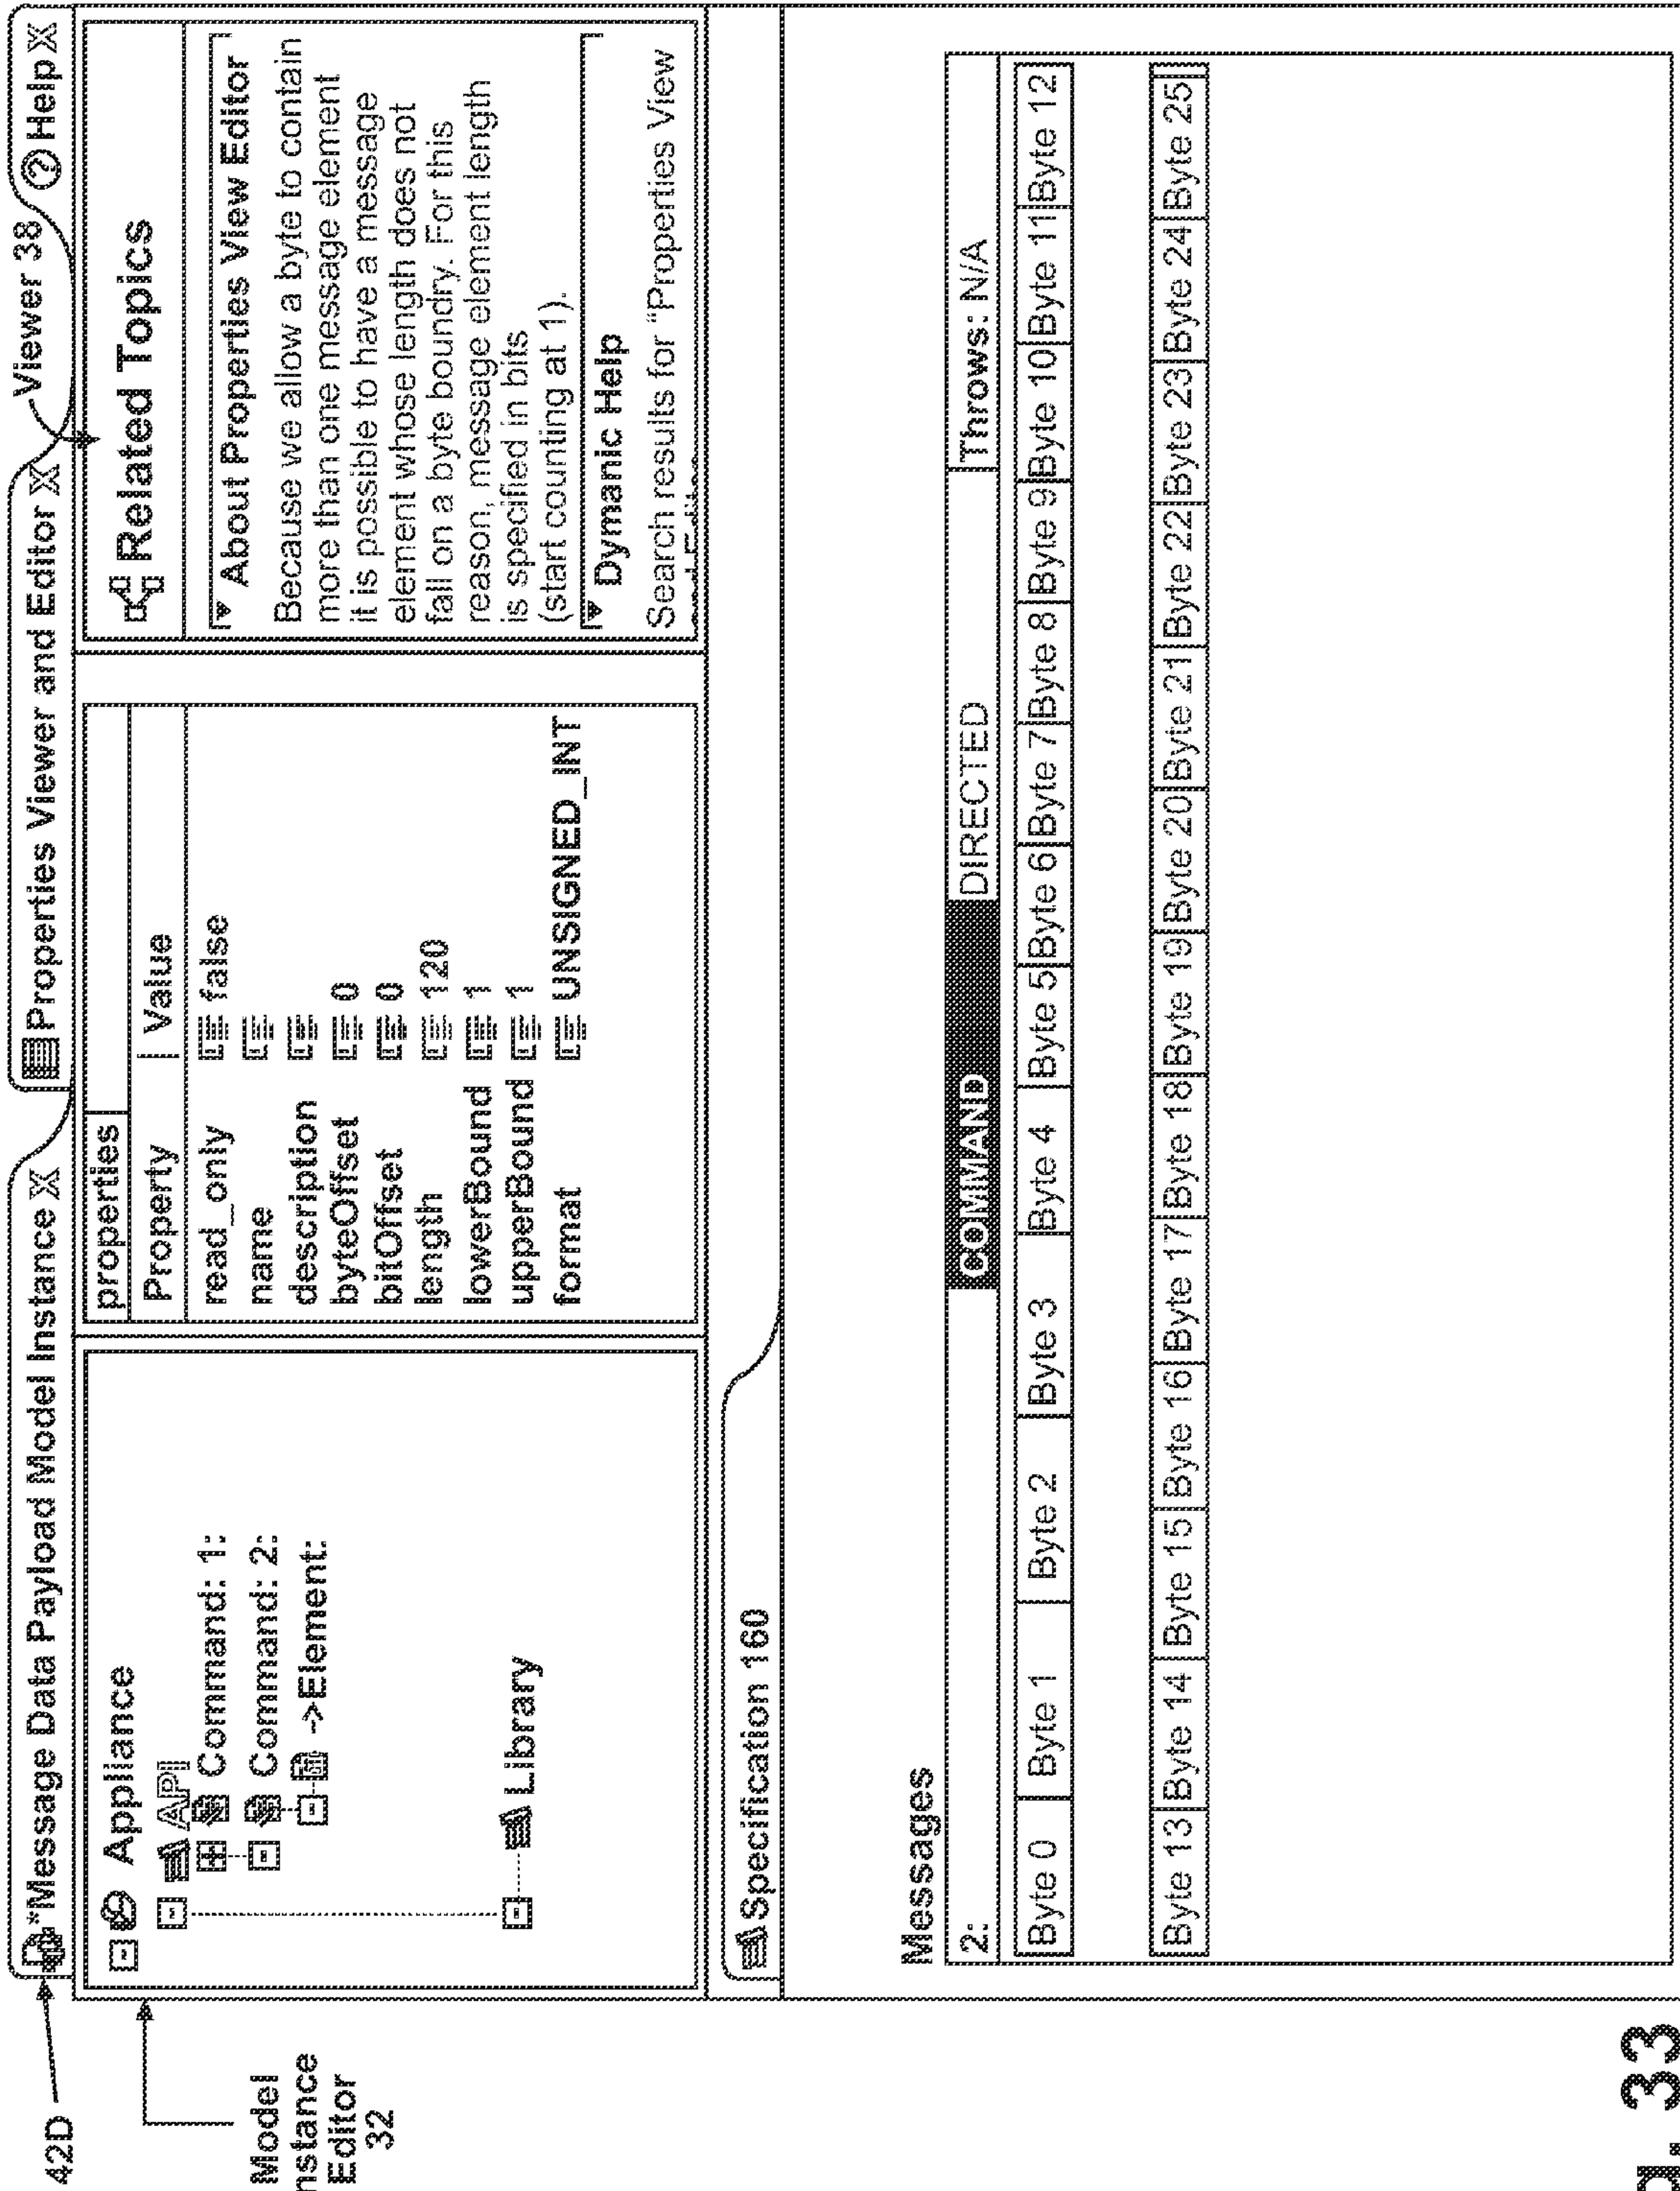 42D
*Message Data Payload Model Instance X
Properties Viewer and Editor X
Viewer 38
? Help X
Model
nstance
Editor
32
Appliance
API
Command: 1:
Command: 2:
->Element:
Library
properties
Property Value
read_only false
name
description
byteOffset 0
bitOffset 0
length 120
lowerBound 1
upperBound 1
format UNSIGNED_INT
Related Topics
About Properties View Editor
Because we allow a byte to contain
more than one message element
it is possible to have a message
element whose length does not
fall on a byte boundry. For this
reason, message element length
is specified in bits
(start counting at 1).
Dymanic Help
Search results for "Properties View
Specification 160
Messages
2: COMMAND DIRECTED Throws: N/A
Byte 0 Byte 1 Byte 2 Byte 3 Byte 4 Byte 5 Byte 6 Byte 7 Byte 8 Byte 9 Byte 10 Byte 11 Byte 12
Byte 13 Byte 14 Byte 15 Byte 16 Byte 17 Byte 18 Byte 19 Byte 20 Byte 21 Byte 22 Byte 23 Byte 24 Byte 25
g. 33